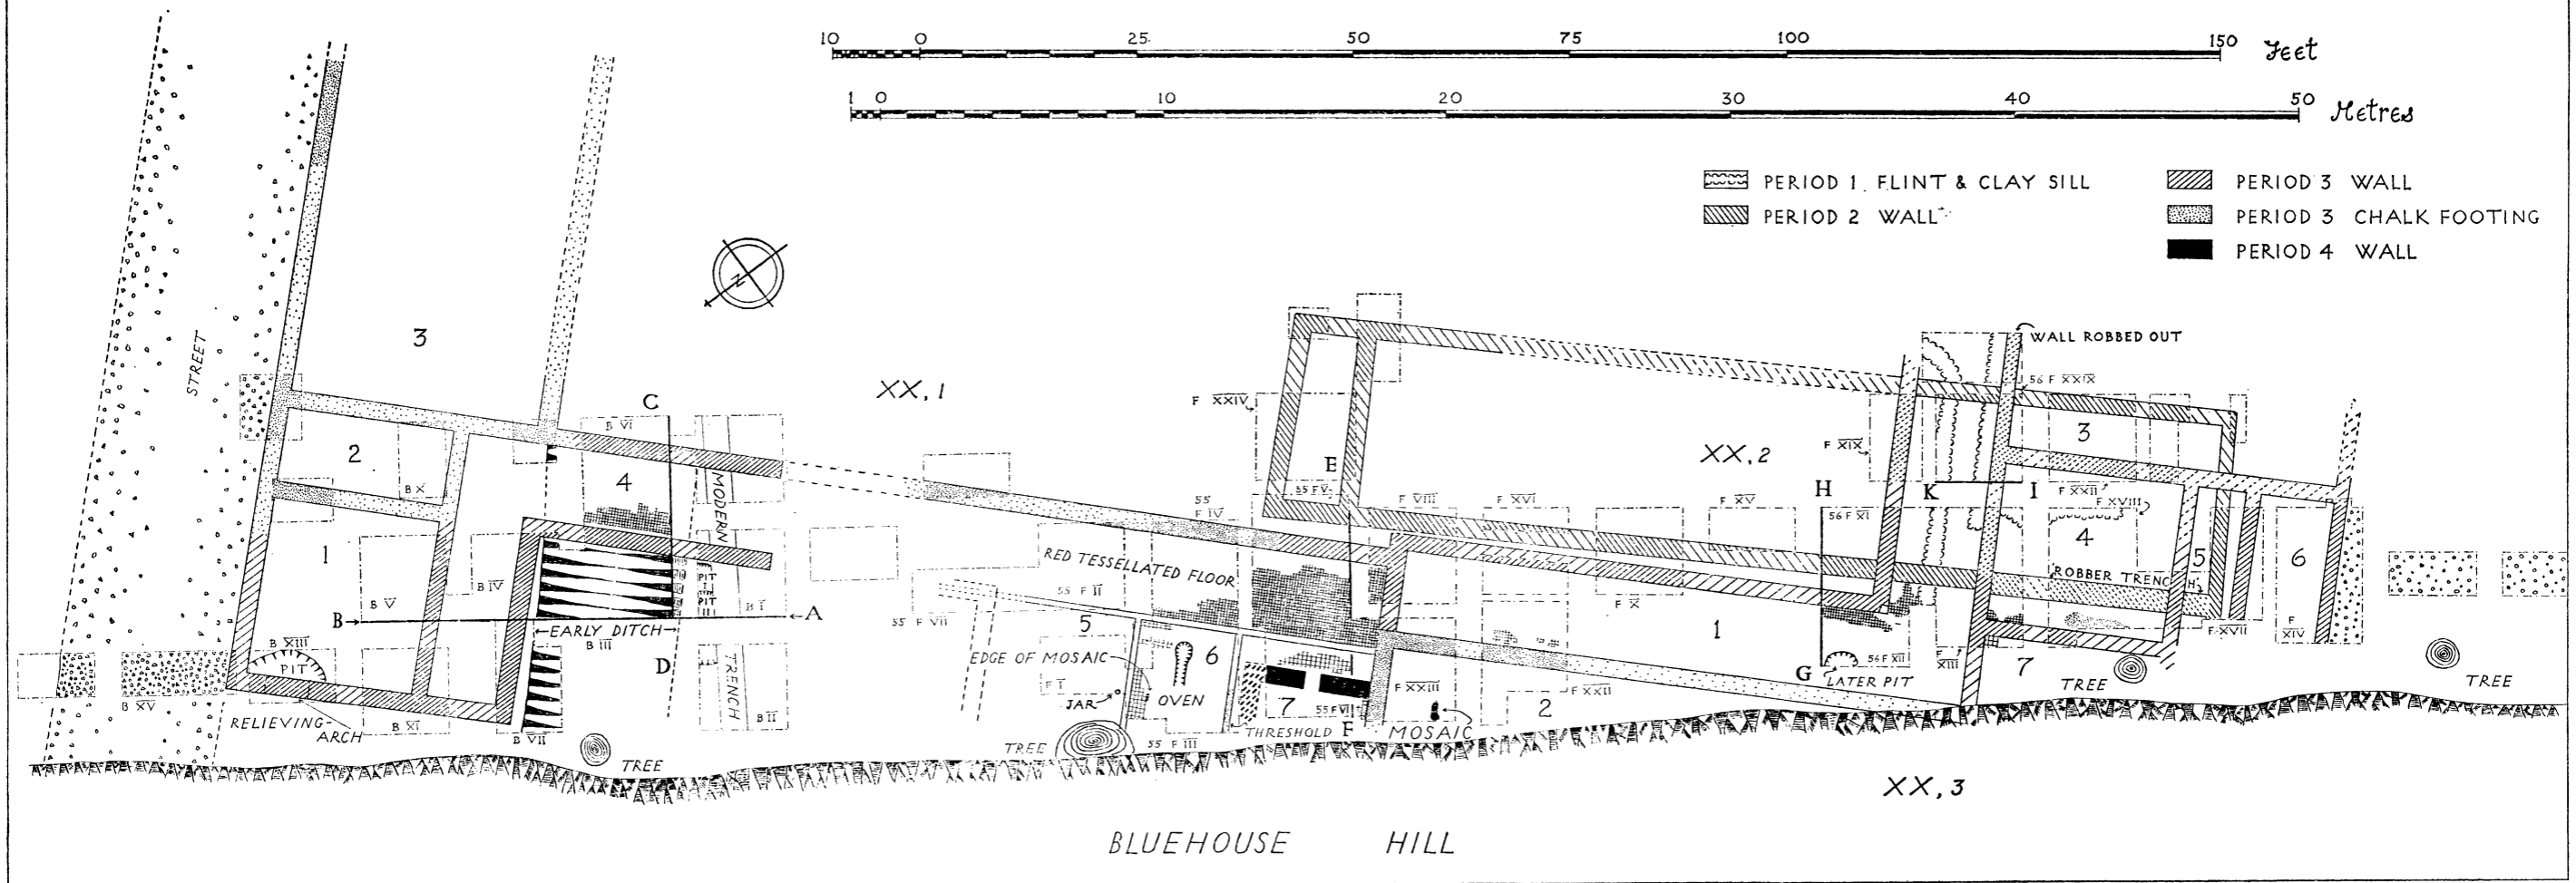 10 0 25 50 75 100 150 Feet
1 0 10 20 30 40 50 Metres
PERIOD 1. FLINT & CLAY SILL
PERIOD 2 WALL
PERIOD 3 WALL
PERIOD 3 CHALK FOOTING
PERIOD 4 WALL
N
STREET
3
2
1
4
C
B VI
B X
B V
B IV
B
A
B I
MODERN
PIT
PIT
III
EARLY DITCH
B III
D
TRENCH
B II
B XIII
PIT
B XV
RELIEVING-
ARCH
B XI
B VII
TREE
XX, 1
F XXIV
E
55 F V
55
F IV
F VIII
F XVI
F XV
RED TESSELLATED FLOOR
55 F II
55 F VII
5
EDGE OF MOSAIC
6
F I
JAR
OVEN
TREE
55 F III
7
55 F VI
THRESHOLD
F
F XXIII
MOSAIC
2
F XXII
F X
1
XX, 2
H
56 F XI
F XIX
K
I
WALL ROBBED OUT
56 F XXIX
3
F XXII
F XVIII
4
5
6
ROBBER TRENCH
G
56 F XII
LATER PIT
F
XIII
7
TREE
F XVII
F
XIV
TREE
XX, 3
BLUEHOUSE HILL